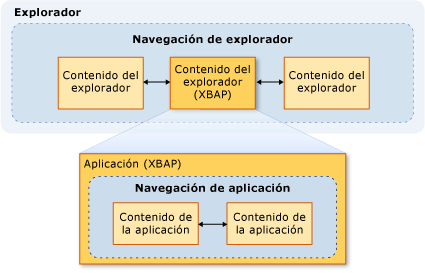 Explorador
Navegación de explorador
Contenido del
explorador
Contenido del
explorador
(XBAP)
Contenido del
explorador
Aplicación (XBAP)
Navegación de aplicación
Contenido de
la aplicación
Contenido de
la aplicación